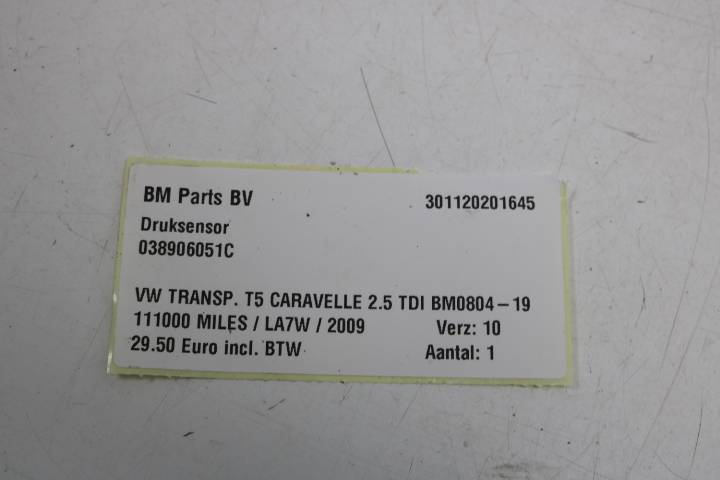 BM Parts BV 301120201645
Druksensor
038906051C
VW TRANSP. T5 CARAVELLE 2.5 TDI BM0804-19
111000 MILES / LA7W / 2009 Verz: 10
29.50 Euro incl. BTW Aantal: 1